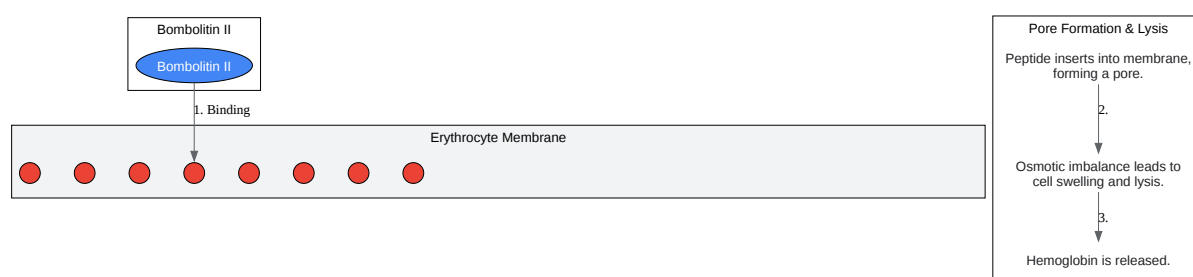 Bombolitin II
Bombolitin II
1. Binding
Erythrocyte Membrane
Pore Formation & Lysis
Peptide inserts into membrane,
forming a pore.
2.
Osmotic imbalance leads to
cell swelling and lysis.
3.
Hemoglobin is released.